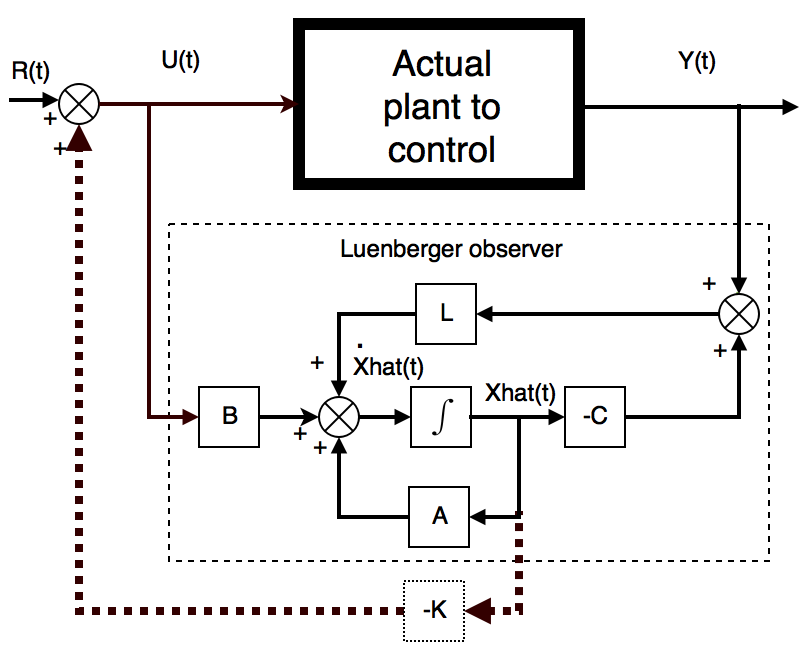 R(t)
U(t)
Actual
plant to
control
Y(t)
+
+
Luenberger observer
L
+
+
Xhat(t)
+
Xhat(t)
B
∫
-C
+
+
A
-K